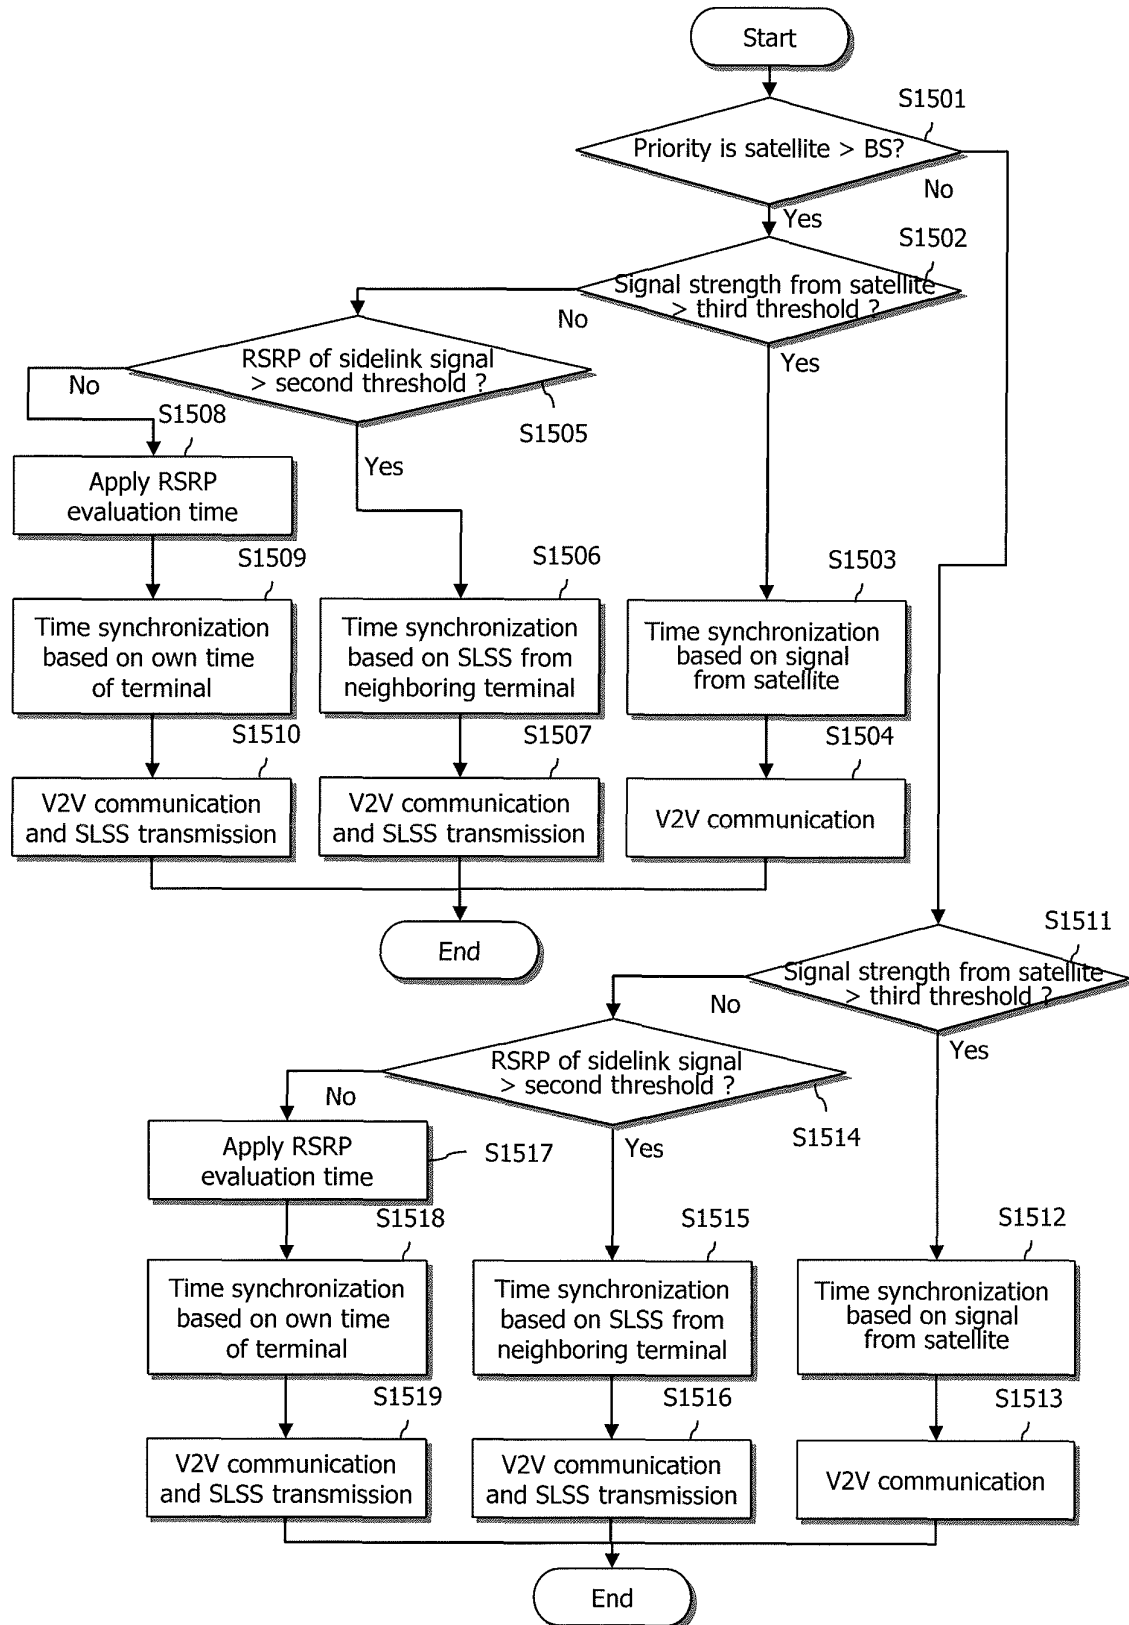 Start
S1501
Priority is satellite > BS?
No
Yes
S1502
Signal strength from satellite
> third threshold ?
No
Yes
RSRP of sidelink signal
> second threshold ?
No
S1505
Yes
S1508
Apply RSRP
evaluation time
S1509
S1506
S1503
Time synchronization
based on own time
of terminal
Time synchronization
based on SLSS from
neighboring terminal
Time synchronization
based on signal
from satellite
S1510
S1507
S1504
V2V communication
and SLSS transmission
V2V communication
and SLSS transmission
V2V communication
End
S1511
Signal strength from satellite
> third threshold ?
No
Yes
RSRP of sidelink signal
> second threshold ?
No
S1514
Yes
Apply RSRP
evaluation time
S1517
S1518
S1515
S1512
Time synchronization
based on own time
of terminal
Time synchronization
based on SLSS from
neighboring terminal
Time synchronization
based on signal
from satellite
S1519
S1516
S1513
V2V communication
and SLSS transmission
V2V communication
and SLSS transmission
V2V communication
End